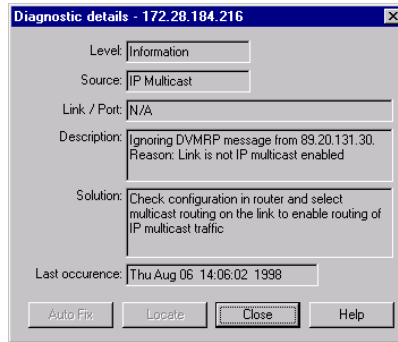 Diagnostic details - 172.28.184.216
Level: Information
Source: IP Multicast
Link / Port: N/A
Description: Ignoring DVMRP message from 89.20.131.30.
Reason: Link is not IP multicast enabled
Solution: Check configuration in router and select
multicast routing on the link to enable routing of
IP multicast traffic
Last occurence: Thu Aug 06 14:06:02 1998
Auto Fix Locate Close Help